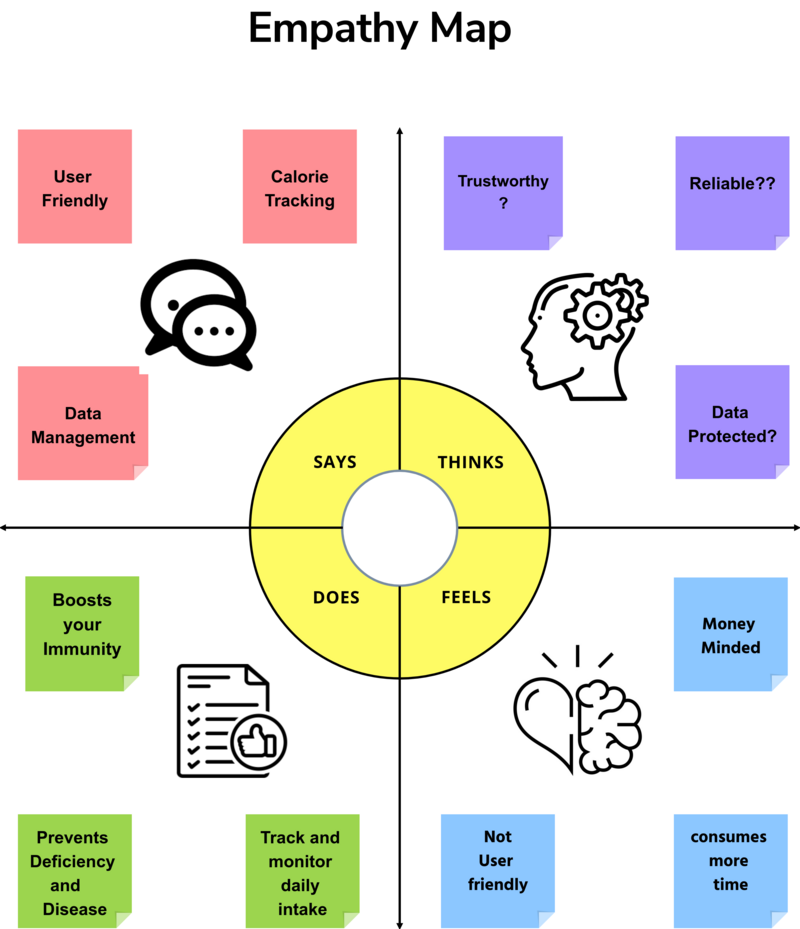 Empathy Map
User
Friendly
Calorie
Tracking
Trustworthy
?
Reliable??
Data
Management
Data
Protected?
SAYS
THINKS
DOES
FEELS
Boosts
your
Immunity
Money
Minded
Prevents
Deficiency
and
Disease
Track and
monitor
daily
intake
Not
User
friendly
consumes
more
time